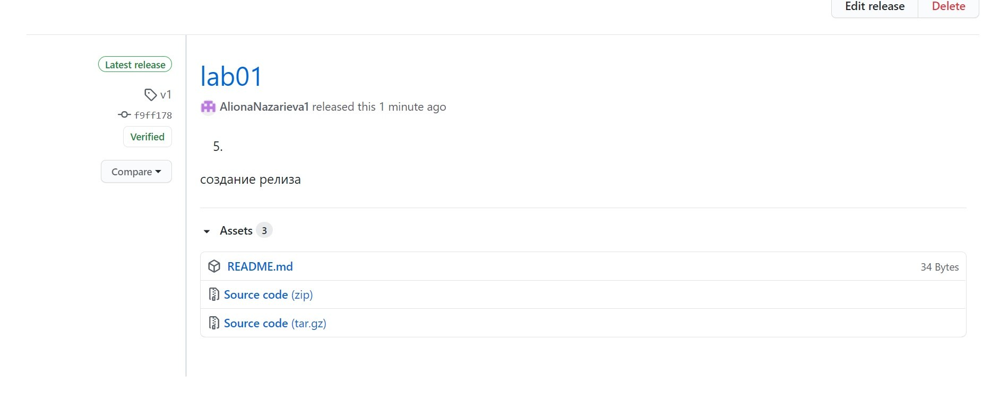 Edit release Delete
Latest release
v1
f9ff178
Verified
Compare
lab01
AlionaNazarieva1 released this 1 minute ago
5.
создание релиза
Assets 3
README.md 34 Bytes
Source code (zip)
Source code (tar.gz)